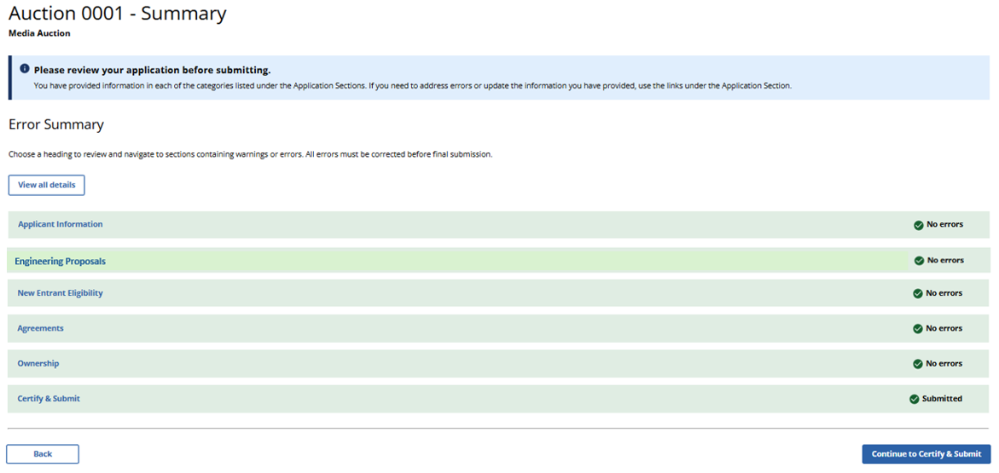 Auction 0001 - Summary
Media Auction
Please review your application before submitting.
You have provided information in each of the categories listed under the Application Sections. If you need to address errors or update the information you have provided, use the links under the Application Section.
Error Summary
Choose a heading to review and navigate to sections containing warnings or errors. All errors must be corrected before final submission.
View all details
Applicant Information No errors
Engineering Proposals No errors
New Entrant Eligibility No errors
Agreements No errors
Ownership No errors
Certify & Submit Submitted
Back Continue to Certify & Submit